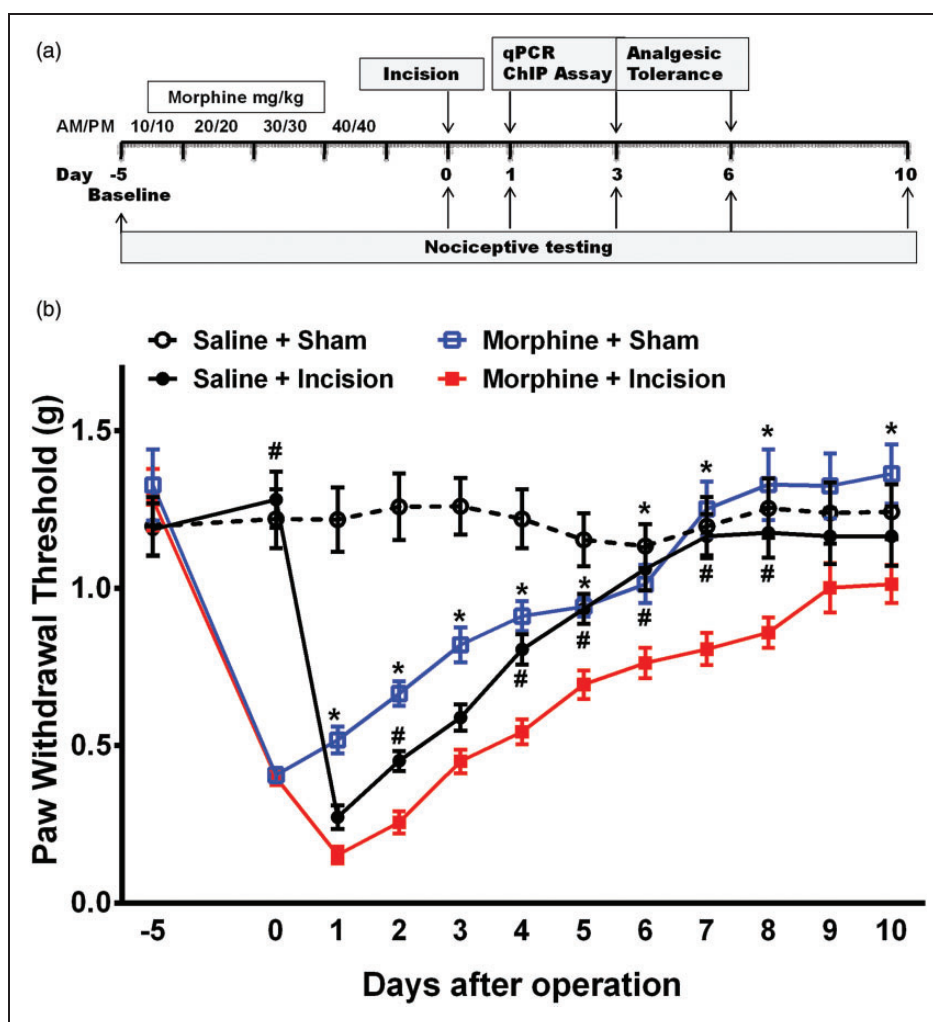 (a)
Incision
qPCR
ChIP Assay
Analgesic
Tolerance
Morphine mg/kg
AM/PM 10/10 20/20 30/30 40/40
Day -5 0 1 3 6 10
Baseline
Nociceptive testing
(b)
Saline + Sham Morphine + Sham
Saline + Incision Morphine + Incision
Paw Withdrawal Threshold (g)
1.5
1.0
0.5
0.0
# * * * * * * * * *
# # # # # #
-5 0 1 2 3 4 5 6 7 8 9 10
Days after operation